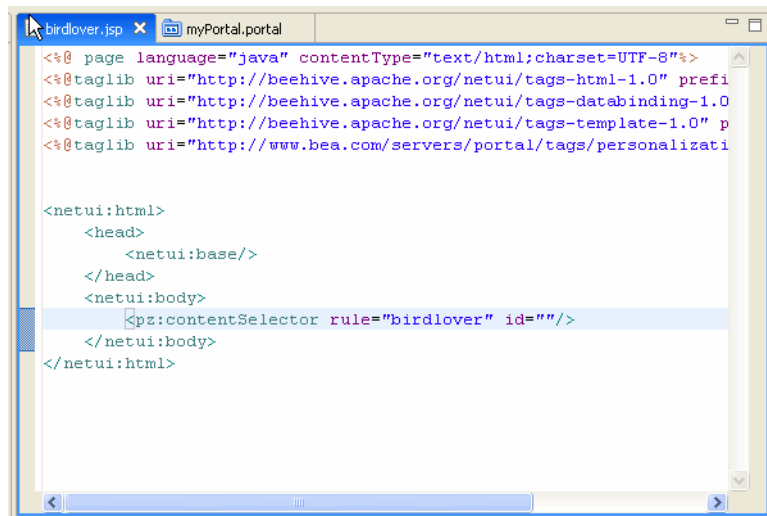 birdlover.jsp myPortal.portal
<%@ page language="java" contentType="text/html;charset=UTF-8"%>
<%@taglib uri="http://beehive.apache.org/netui/tags-html-1.0" prefi
<%@taglib uri="http://beehive.apache.org/netui/tags-databinding-1.0
<%@taglib uri="http://beehive.apache.org/netui/tags-template-1.0" p
<%@taglib uri="http://www.bea.com/servers/portal/tags/personalizati
<netui:html>
<head>
<netui:base/>
</head>
<netui:body>
<pz:contentSelector rule="birdlover" id=""/>
</netui:body>
</netui:html>